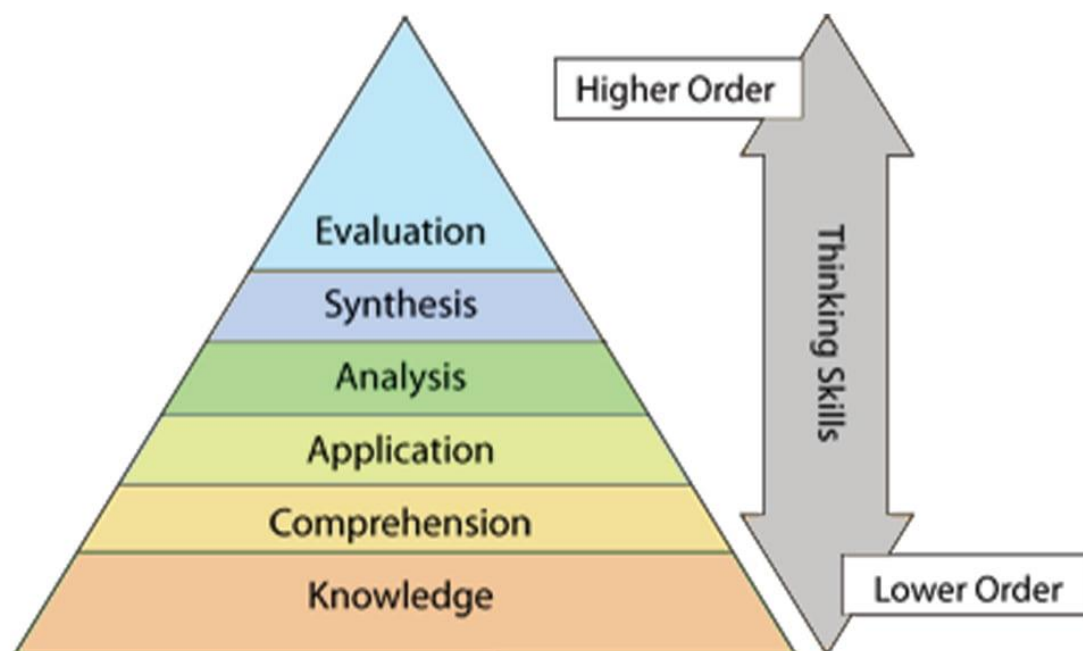 Higher Order
Evaluation
Synthesis
Analysis
Application
Comprehension
Knowledge
Thinking Skills
Lower Order